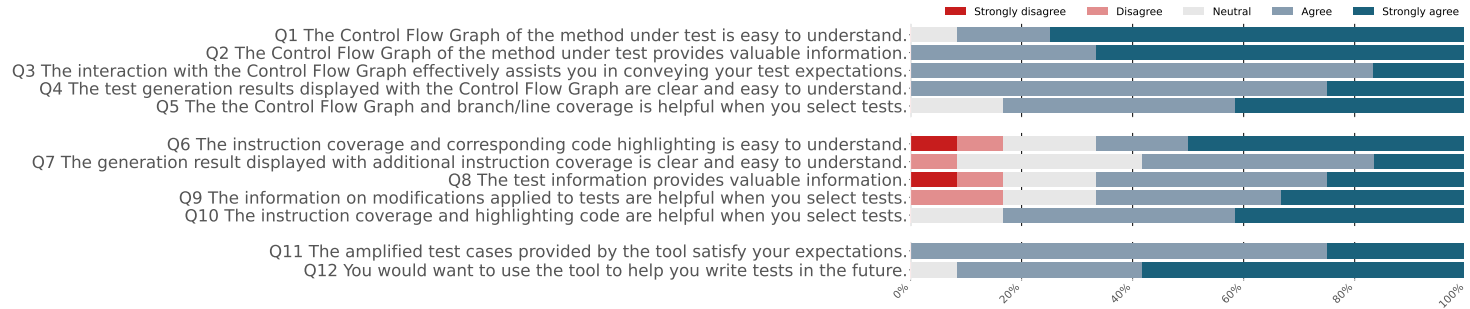 Strongly disagree Disagree Neutral Agree Strongly agree
Q1 The Control Flow Graph of the method under test is easy to understand.
Q2 The Control Flow Graph of the method under test provides valuable information.
Q3 The interaction with the Control Flow Graph effectively assists you in conveying your test expectations.
Q4 The test generation results displayed with the Control Flow Graph are clear and easy to understand.
Q5 The the Control Flow Graph and branch/line coverage is helpful when you select tests.
Q6 The instruction coverage and corresponding code highlighting is easy to understand.
Q7 The generation result displayed with additional instruction coverage is clear and easy to understand.
Q8 The test information provides valuable information.
Q9 The information on modifications applied to tests are helpful when you select tests.
Q10 The instruction coverage and highlighting code are helpful when you select tests.
Q11 The amplified test cases provided by the tool satisfy your expectations.
Q12 You would want to use the tool to help you write tests in the future.
0% 20% 40% 60% 80% 100%